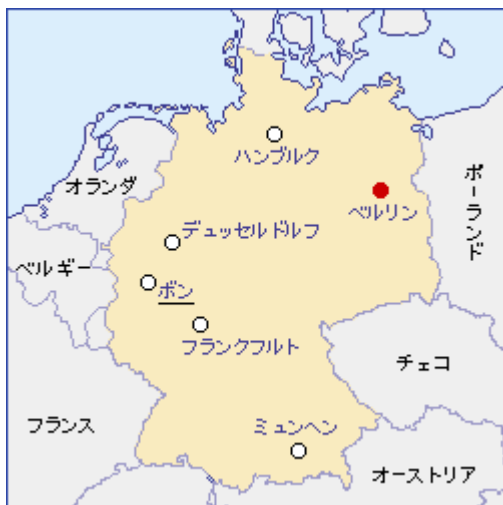 ハンブルク
オランダ
ポーランド
ベルリン
デュッセルドルフ
ベルギー
ボン
フランクフルト
チェコ
フランス
ミュンヘン
オーストリア